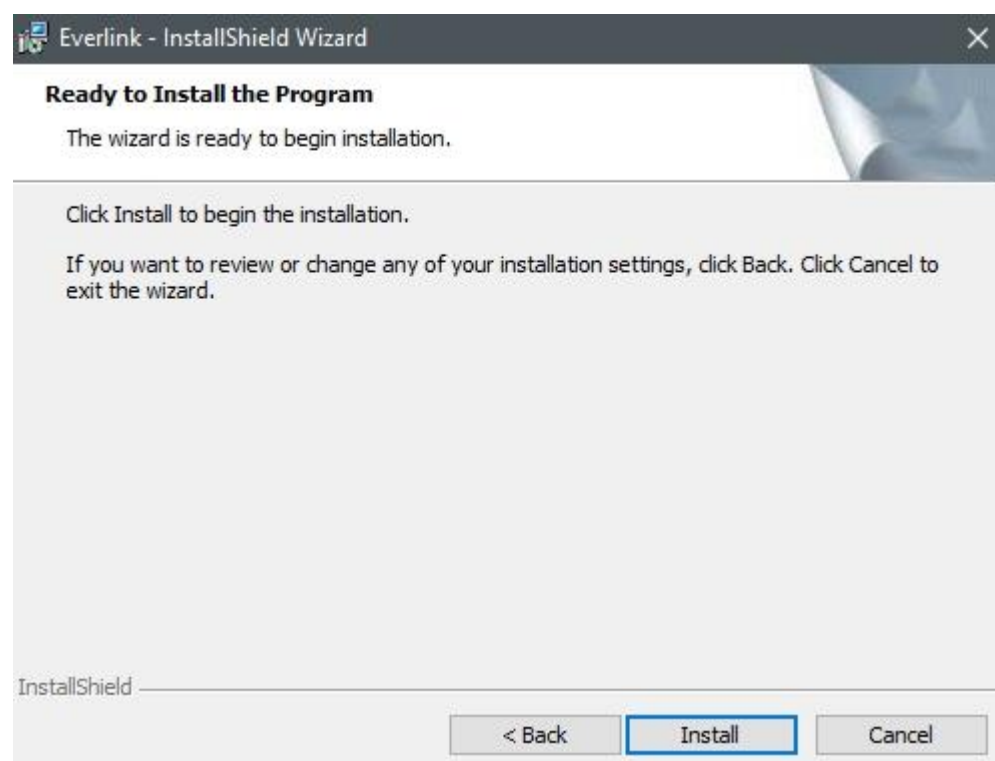 Everlink - InstallShield Wizard
Ready to Install the Program
The wizard is ready to begin installation.
Click Install to begin the installation.
If you want to review or change any of your installation settings, click Back. Click Cancel to
exit the wizard.
InstallShield
< Back Install Cancel